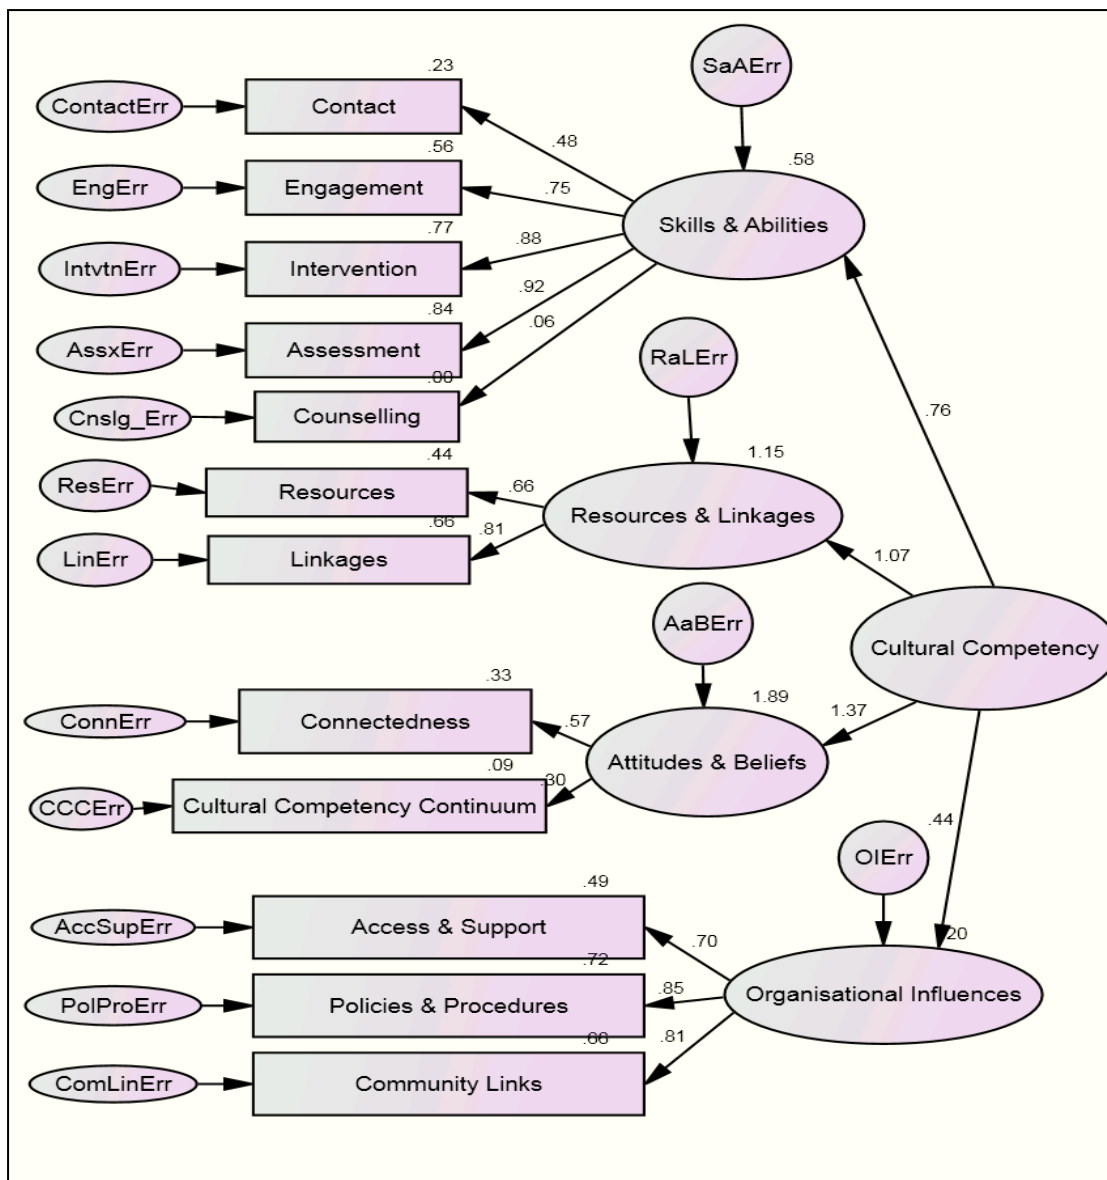 SaAErr
.23
ContactErr
Contact
.48
.58
.56
EngErr
Engagement
.75
Skills & Abilities
.77
.88
IntvtnErr
Intervention
.92
.84
.06
AssxErr
Assessment
RaLErr
.00
Cnslg_Err
Counselling
.76
.44
1.15
ResErr
Resources
.66
Resources & Linkages
.66
.81
LinErr
Linkages
1.07
AaBErr
Cultural Competency
.33
1.89
1.37
ConnErr
Connectedness
.57
Attitudes & Beliefs
.09
.30
CCCErr
Cultural Competency Continuum
.44
OIErr
.49
AccSupErr
Access & Support
.70
.20
.72
.85
PolProErr
Policies & Procedures
Organisational Influences
.66
.81
ComLinErr
Community Links